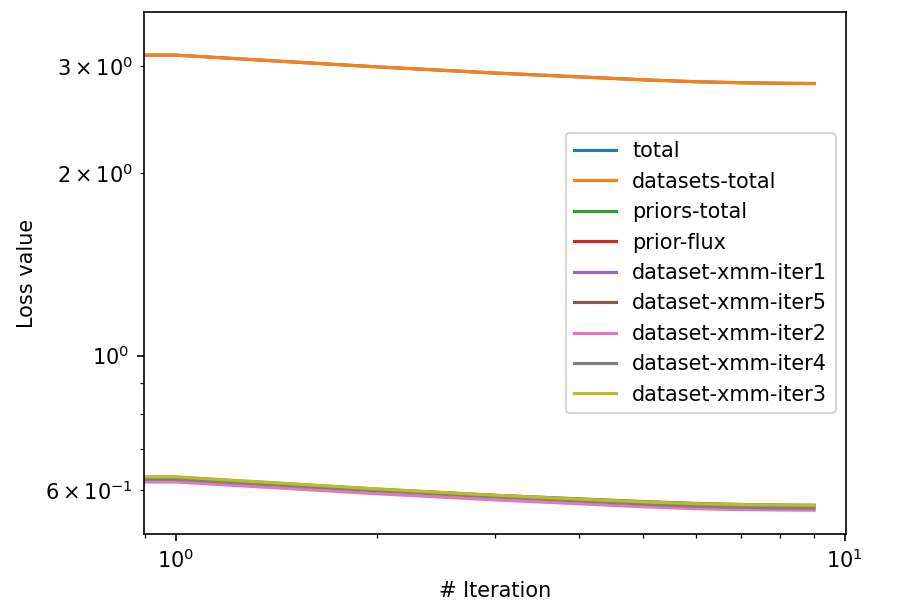 3 × 10⁰
2 × 10⁰
10⁰
6 × 10⁻¹
Loss value
total
datasets-total
priors-total
prior-flux
dataset-xmm-iter1
dataset-xmm-iter5
dataset-xmm-iter2
dataset-xmm-iter4
dataset-xmm-iter3
10⁰
10¹
# Iteration